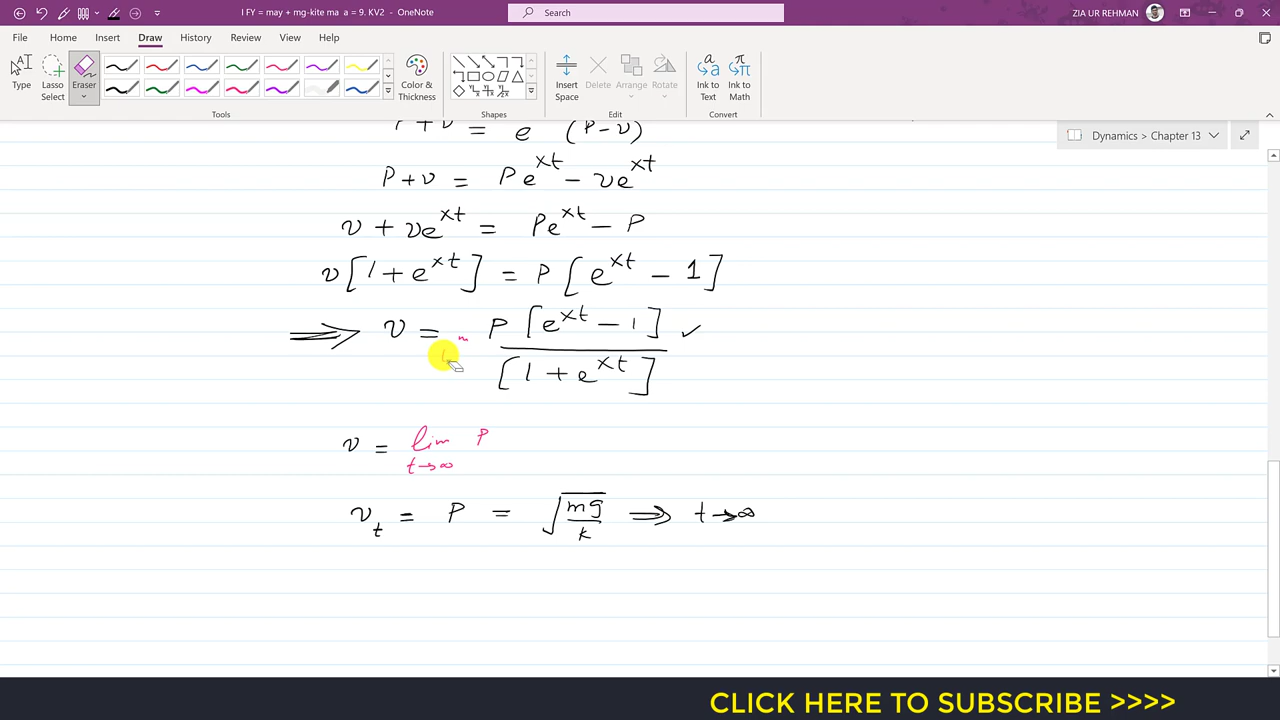 I FY = may + mg-kite ma a = 9. KV2 - OneNote
Search
ZIA UR REHMAN
File Home Insert Draw History Review View Help
Type
Lasso Select
Eraser
Color & Thickness
Insert Space
Delete
Arrange
Rotate
Ink to Text
Ink to Math
Tools
Shapes
Edit
Convert
Dynamics > Chapter 13
P + v = e (P - v)
P + v = Pe^{xt} - ve^{xt}
v + ve^{xt} = Pe^{xt} - P
v[1 + e^{xt}] = P[e^{xt} - 1]
⟹ v = P[e^{xt} - 1] ✓
[1 + e^{xt}]
v = lim P
t→∞
v_t = P = √(mg/k) ⟹ t→∞
CLICK HERE TO SUBSCRIBE >>>>